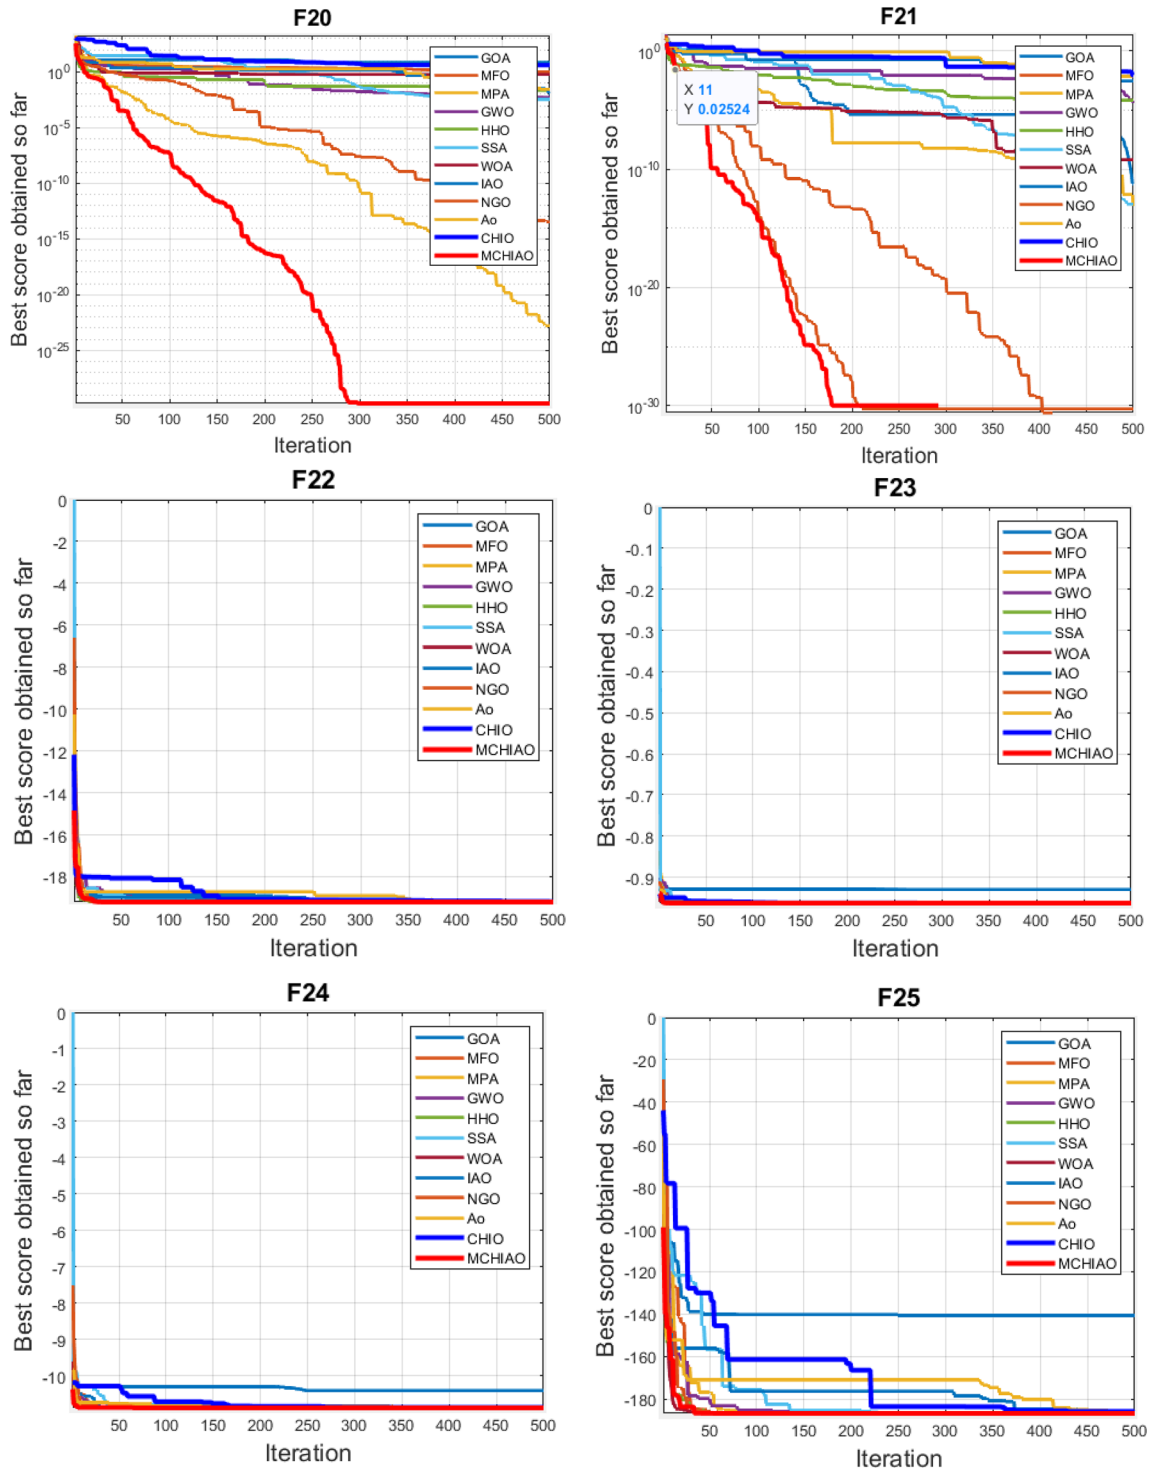 F20
Best score obtained so far
10^0
10^-5
10^-10
10^-15
10^-20
10^-25
50 100 150 200 250 300 350 400 450 500
Iteration
GOA
MFO
MPA
GWO
HHO
SSA
WOA
IAO
NGO
Ao
CHIO
MCHIAO
F21
Best score obtained so far
10^0
10^-10
10^-20
10^-30
50 100 150 200 250 300 350 400 450 500
Iteration
X 11
Y 0.02524
GOA
MFO
MPA
GWO
HHO
SSA
WOA
IAO
NGO
Ao
CHIO
MCHIAO
F22
Best score obtained so far
0
-2
-4
-6
-8
-10
-12
-14
-16
-18
50 100 150 200 250 300 350 400 450 500
Iteration
GOA
MFO
MPA
GWO
HHO
SSA
WOA
IAO
NGO
Ao
CHIO
MCHIAO
F23
Best score obtained so far
0
-0.1
-0.2
-0.3
-0.4
-0.5
-0.6
-0.7
-0.8
-0.9
50 100 150 200 250 300 350 400 450 500
Iteration
GOA
MFO
MPA
GWO
HHO
SSA
WOA
IAO
NGO
Ao
CHIO
MCHIAO
F24
Best score obtained so far
0
-1
-2
-3
-4
-5
-6
-7
-8
-9
-10
50 100 150 200 250 300 350 400 450 500
Iteration
GOA
MFO
MPA
GWO
HHO
SSA
WOA
IAO
NGO
Ao
CHIO
MCHIAO
F25
Best score obtained so far
0
-20
-40
-60
-80
-100
-120
-140
-160
-180
50 100 150 200 250 300 350 400 450 500
Iteration
GOA
MFO
MPA
GWO
HHO
SSA
WOA
IAO
NGO
Ao
CHIO
MCHIAO